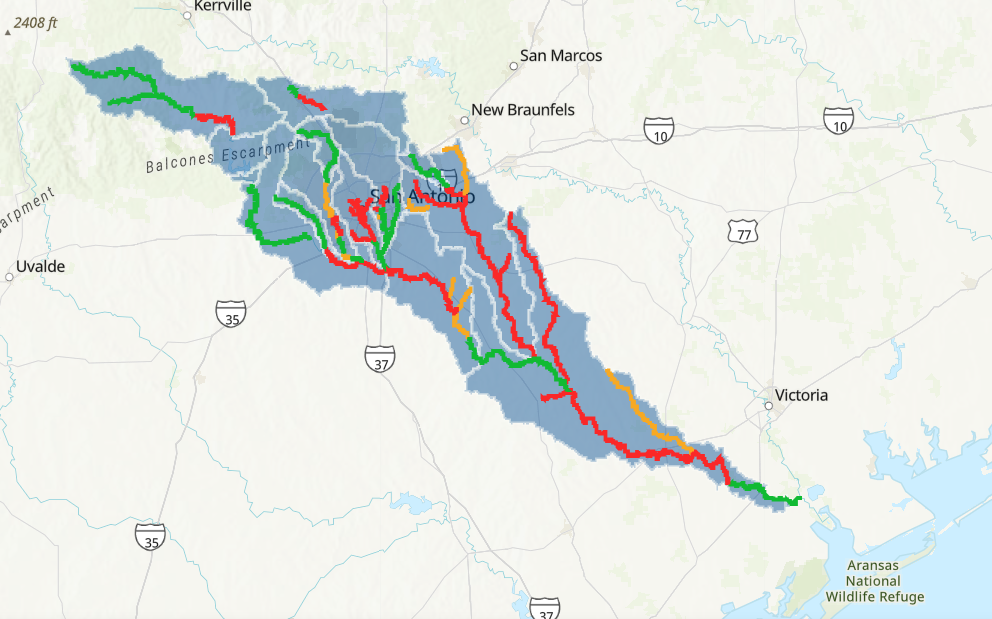 Kerrville
2408 ft
San Marcos
New Braunfels
10
10
Balcones Escarpment
San Antonio
arpment
77
Uvalde
35
37
Victoria
35
Aransas
National
Wildlife Refuge
37